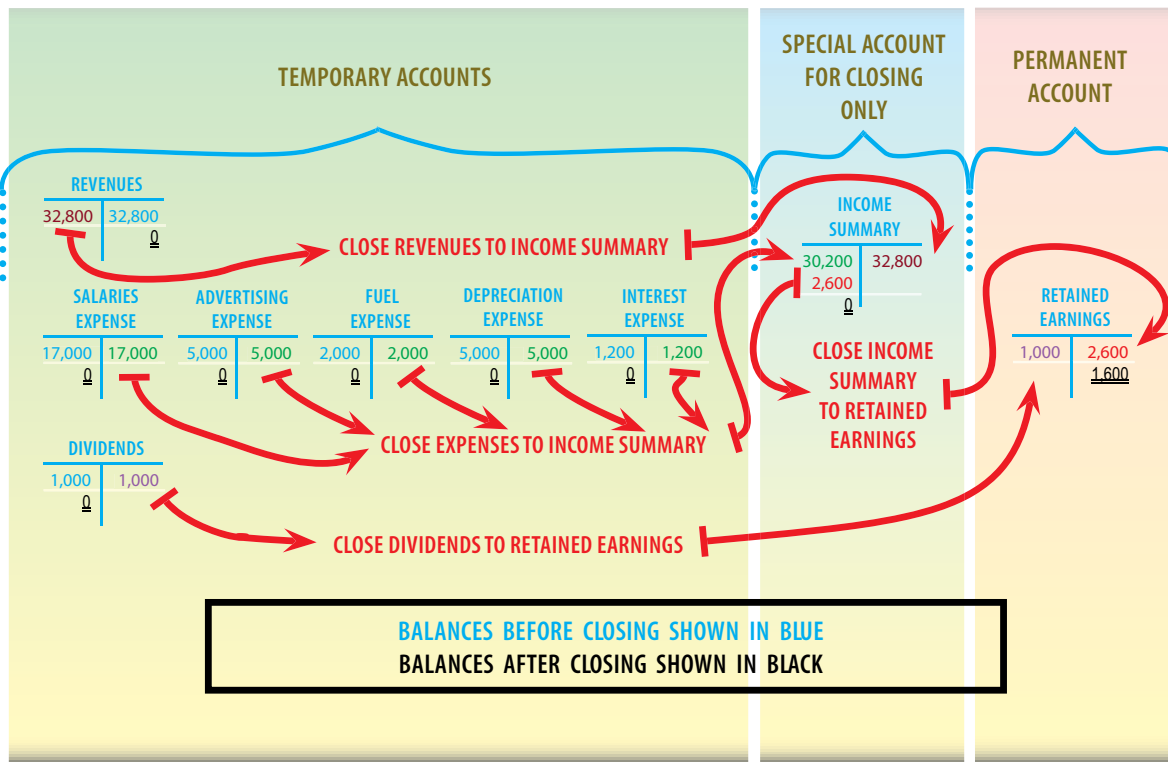 TEMPORARY ACCOUNTS
SPECIAL ACCOUNT
FOR CLOSING
ONLY
PERMANENT
ACCOUNT
REVENUES
32,800 32,800
0
CLOSE REVENUES TO INCOME SUMMARY
INCOME
SUMMARY
30,200 32,800
2,600
0
SALARIES
EXPENSE
17,000 17,000
0
ADVERTISING
EXPENSE
5,000 5,000
0
FUEL
EXPENSE
2,000 2,000
0
DEPRECIATION
EXPENSE
5,000 5,000
0
INTEREST
EXPENSE
1,200 1,200
0
CLOSE INCOME
SUMMARY
TO RETAINED
EARNINGS
RETAINED
EARNINGS
1,000 2,600
1,600
CLOSE EXPENSES TO INCOME SUMMARY
DIVIDENDS
1,000 1,000
0
CLOSE DIVIDENDS TO RETAINED EARNINGS
BALANCES BEFORE CLOSING SHOWN IN BLUE
BALANCES AFTER CLOSING SHOWN IN BLACK